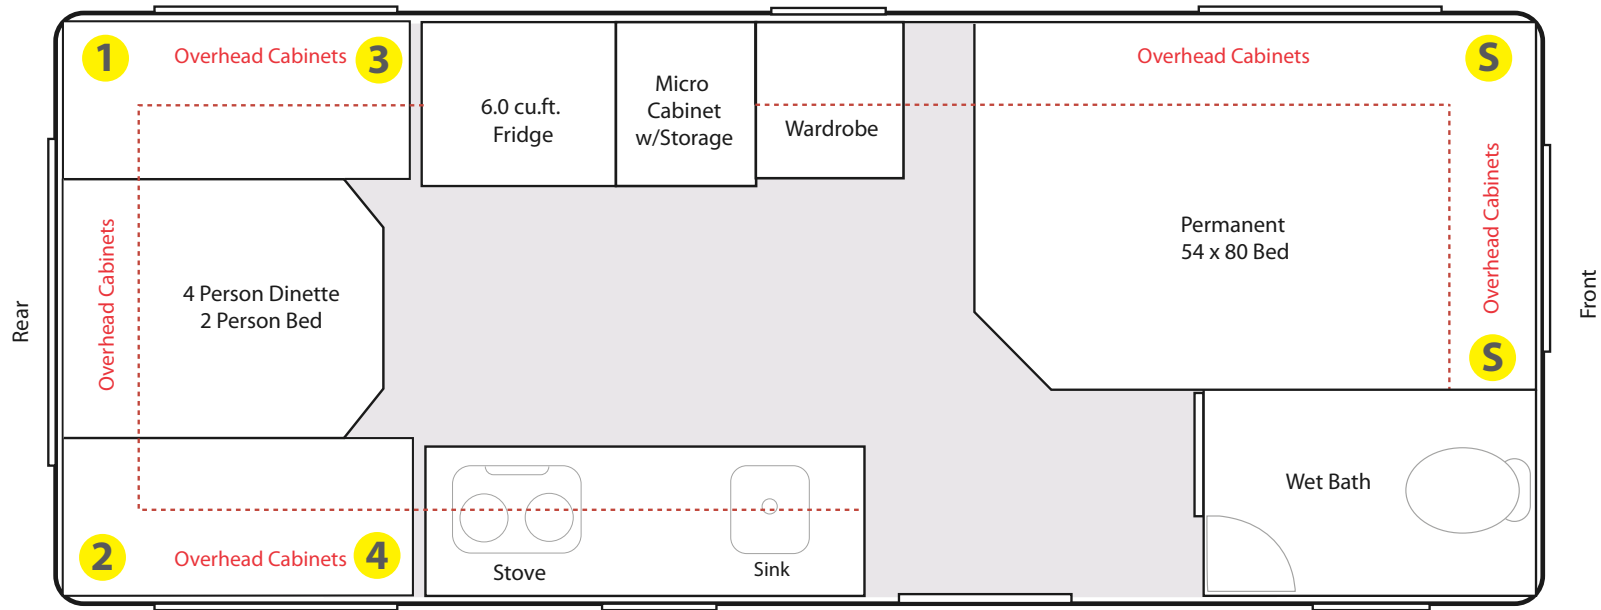 1
Overhead Cabinets
3
6.0 cu.ft.
Fridge
Micro
Cabinet
w/Storage
Wardrobe
Overhead Cabinets
S
Overhead Cabinets
Permanent
54 x 80 Bed
S
Front
Rear
Overhead Cabinets
4 Person Dinette
2 Person Bed
2
Overhead Cabinets
4
Stove
Sink
Wet Bath